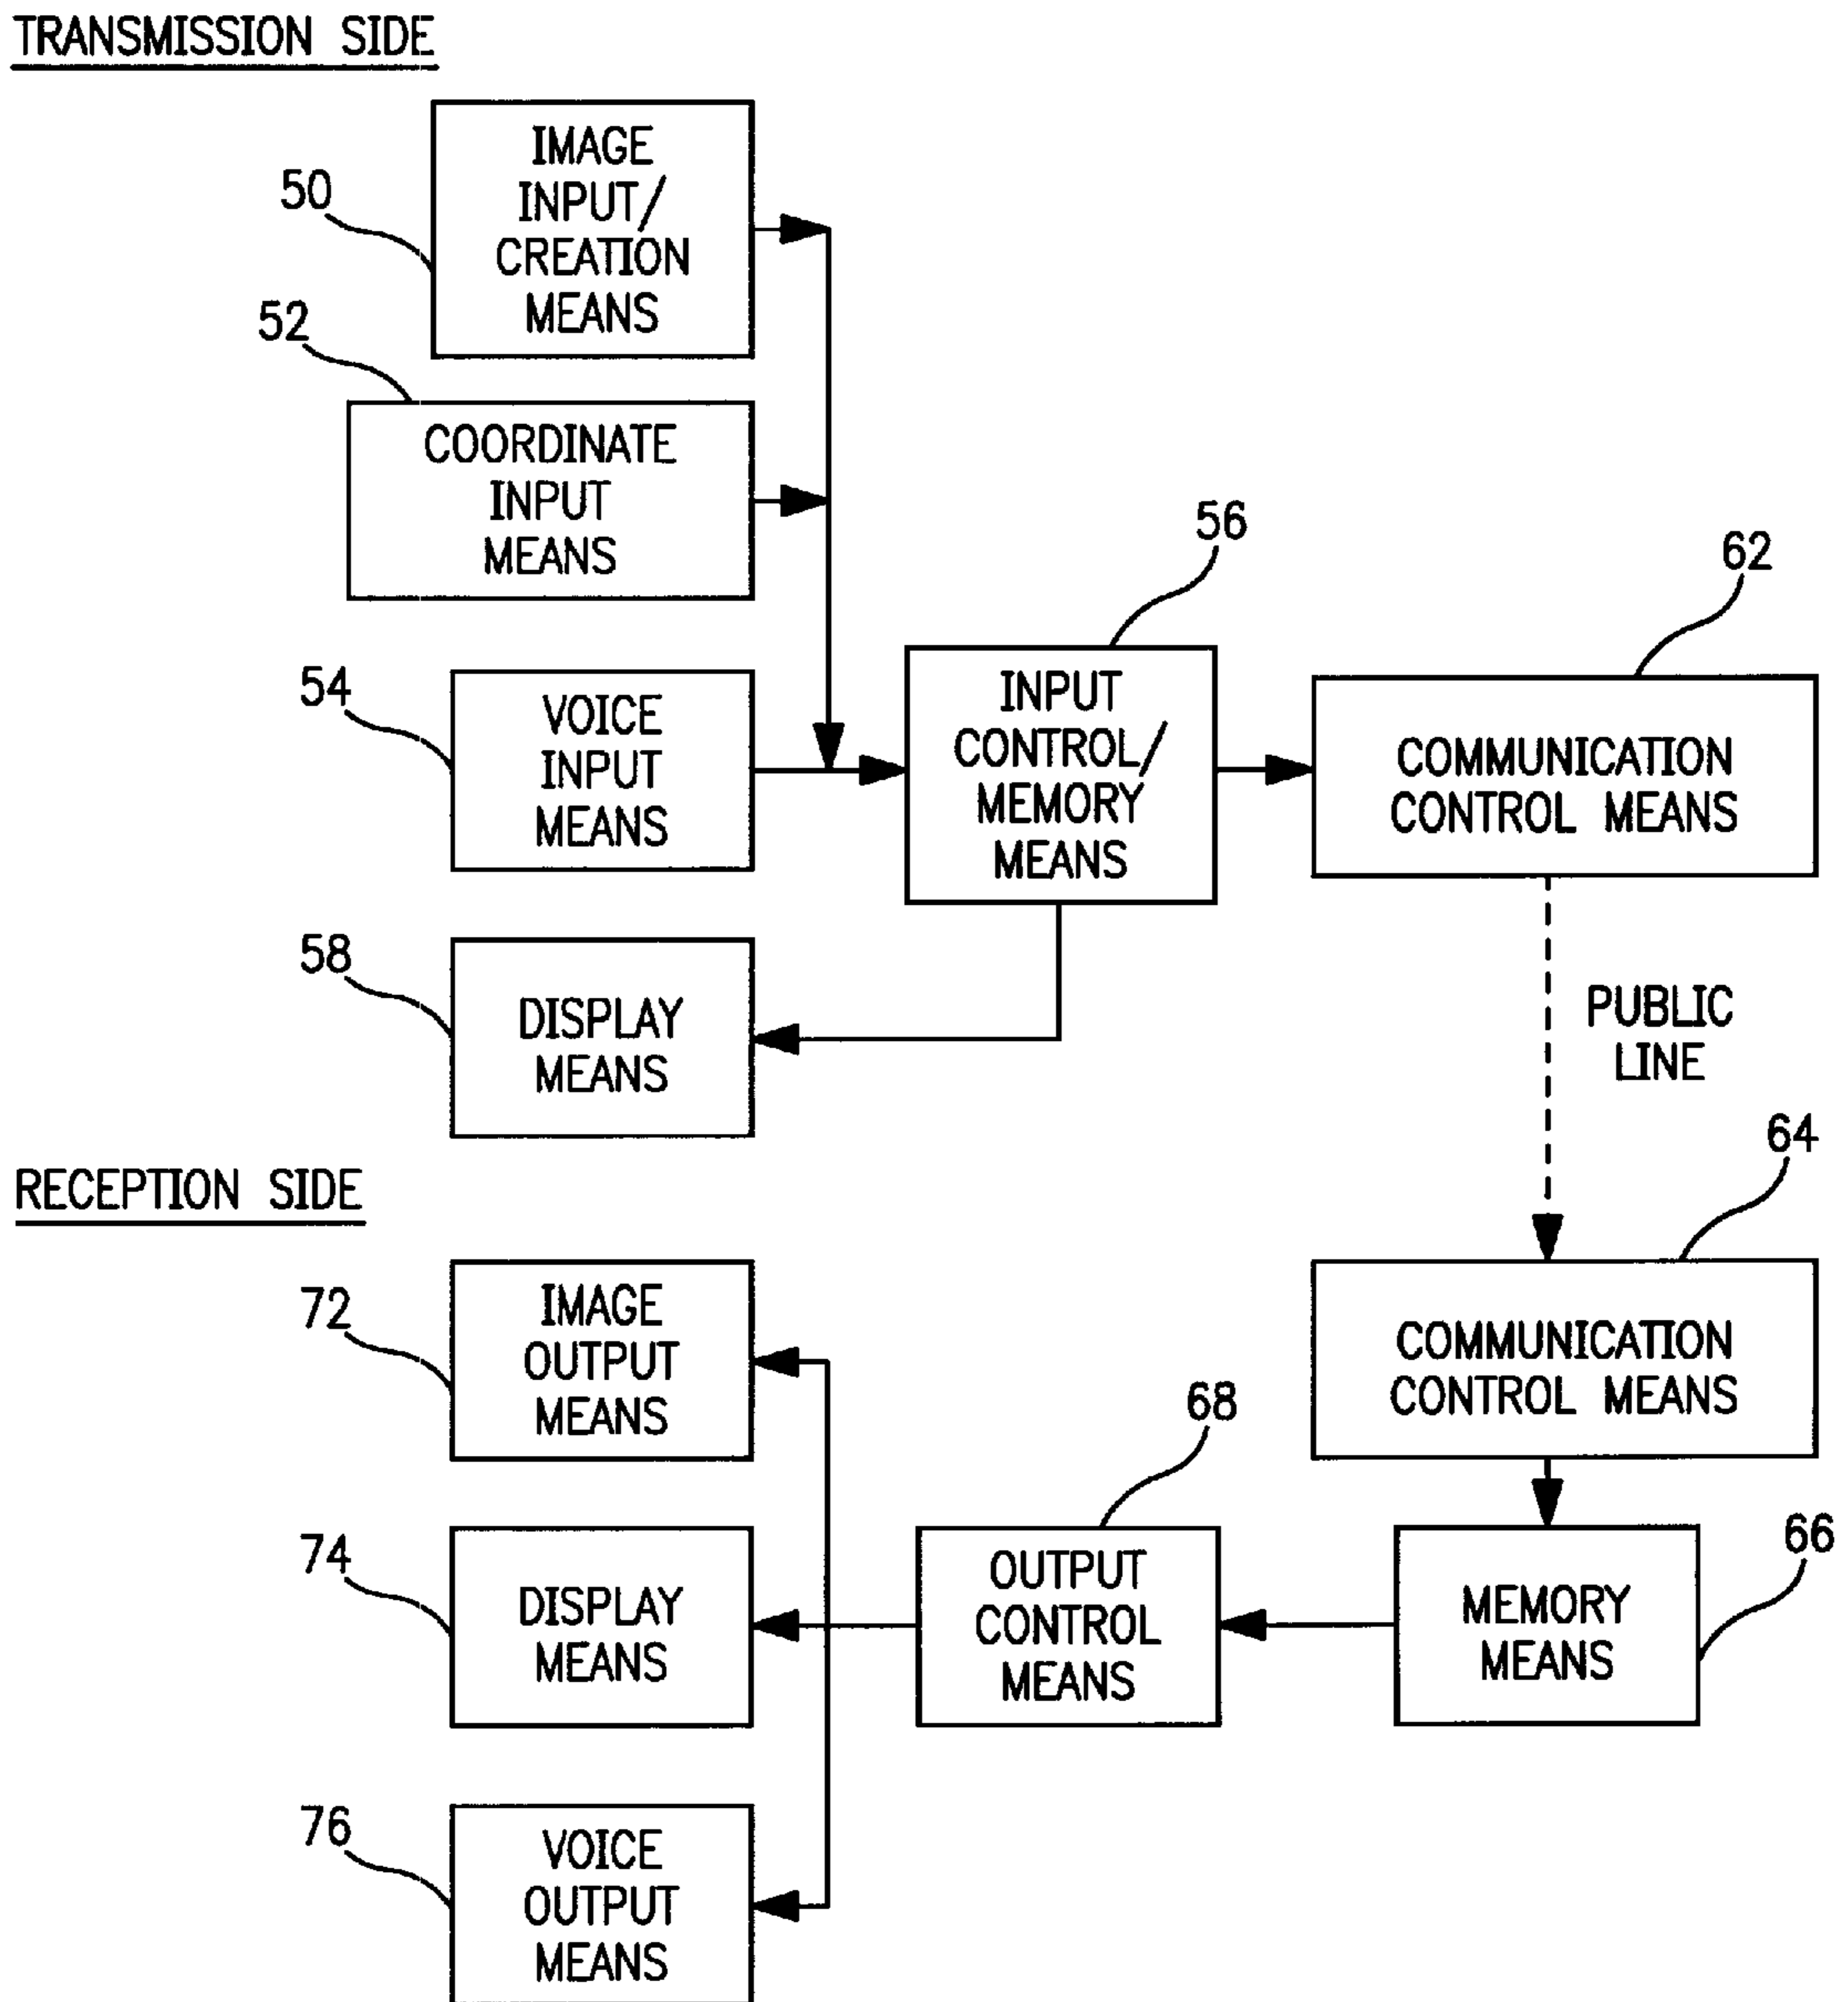 TRANSMISSION SIDE
50
IMAGE
INPUT/
CREATION
MEANS
52
COORDINATE
INPUT
MEANS
54
VOICE
INPUT
MEANS
56
INPUT
CONTROL/
MEMORY
MEANS
62
COMMUNICATION
CONTROL MEANS
58
DISPLAY
MEANS
PUBLIC
LINE
RECEPTION SIDE
64
COMMUNICATION
CONTROL MEANS
72
IMAGE
OUTPUT
MEANS
74
DISPLAY
MEANS
68
OUTPUT
CONTROL
MEANS
66
MEMORY
MEANS
76
VOICE
OUTPUT
MEANS